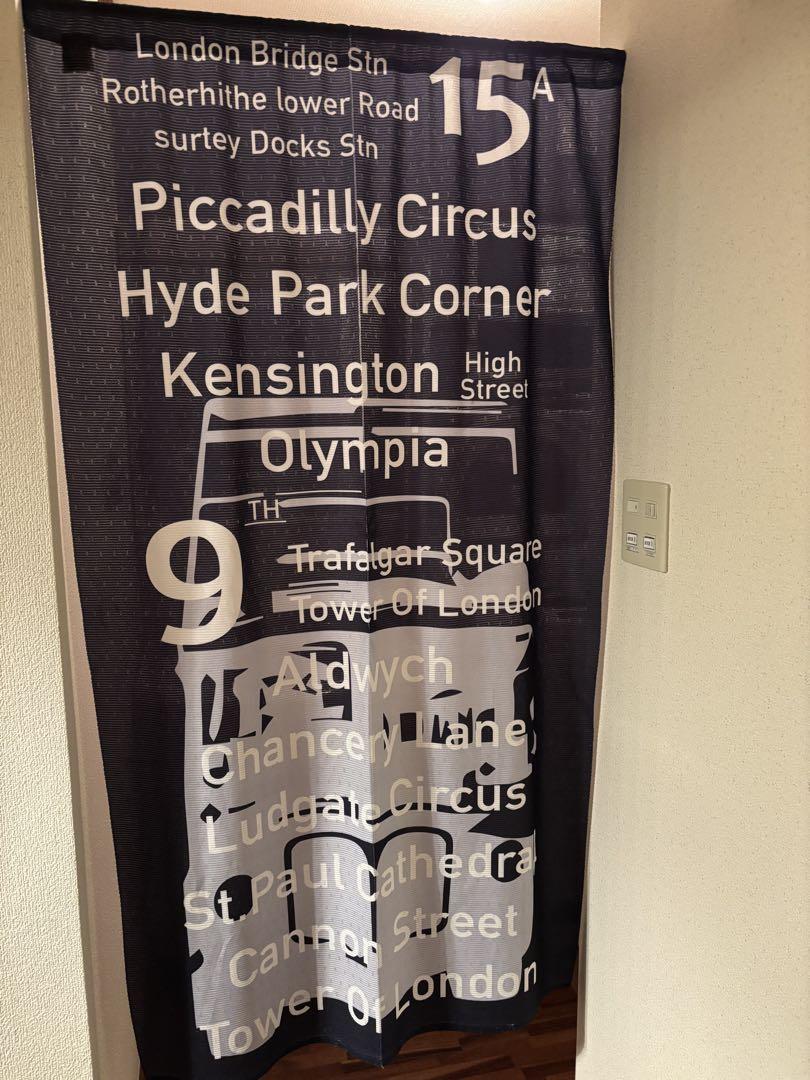 London Bridge Stn
Rotherhithe lower Road
surtey Docks Stn
15A
Piccadilly Circus
Hyde Park Corner
Kensington High Street
Olympia
9TH
Trafalgar Square
Tower Of London
Aldwych
Chancery Lane
Ludgate Circus
St.Paul Cathedral
Cannon Street
Tower Of London